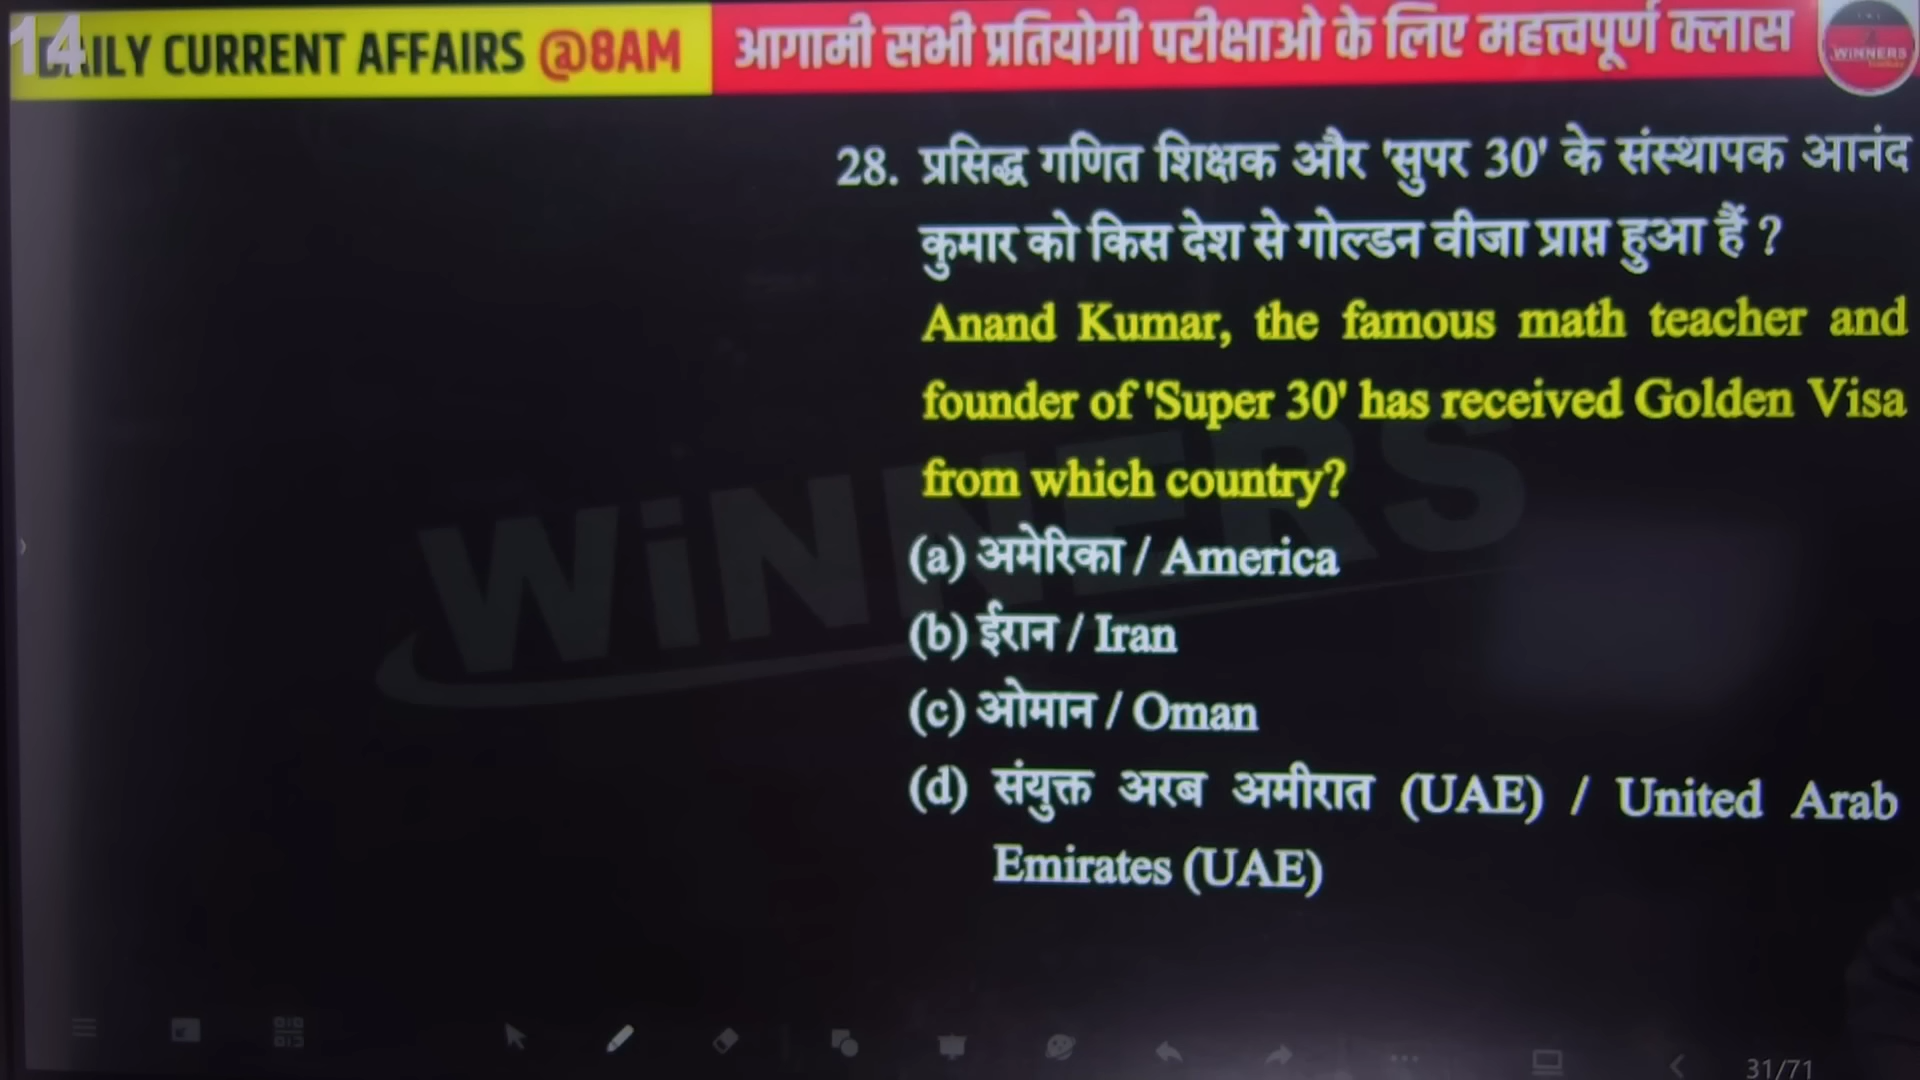 14
DAILY CURRENT AFFAIRS @8AM
आगामी सभी प्रतियोगी परीक्षाओ के लिए महत्त्वपूर्ण क्लास
WINNERS
28. प्रसिद्ध गणित शिक्षक और 'सुपर 30' के संस्थापक आनंद
कुमार को किस देश से गोल्डन वीजा प्राप्त हुआ हैं ?
Anand Kumar, the famous math teacher and
founder of 'Super 30' has received Golden Visa
from which country?
(a) अमेरिका / America
(b) ईरान / Iran
(c) ओमान / Oman
(d) संयुक्त अरब अमीरात (UAE) / United Arab
Emirates (UAE)
WiNNERS
31/71